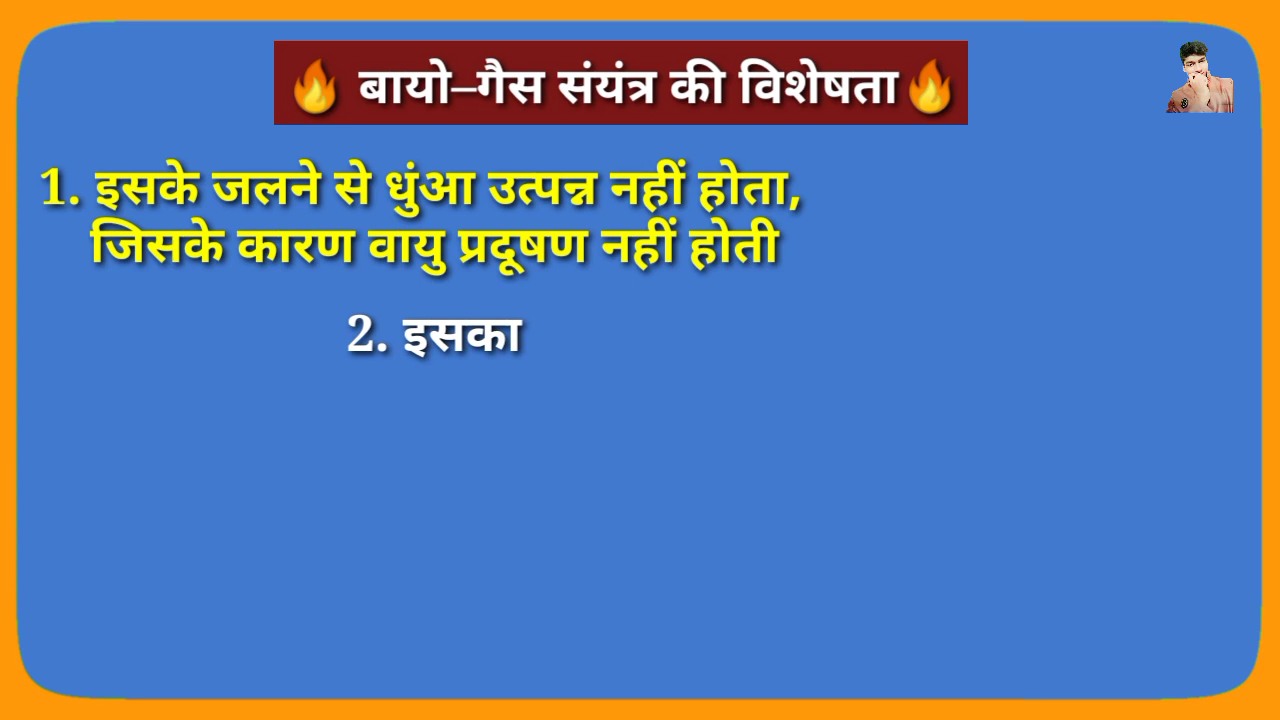 🔥 बायो–गैस संयंत्र की विशेषता🔥
1. इसके जलने से धुंआ उत्पन्न नहीं होता,
जिसके कारण वायु प्रदूषण नहीं होती
2. इसका